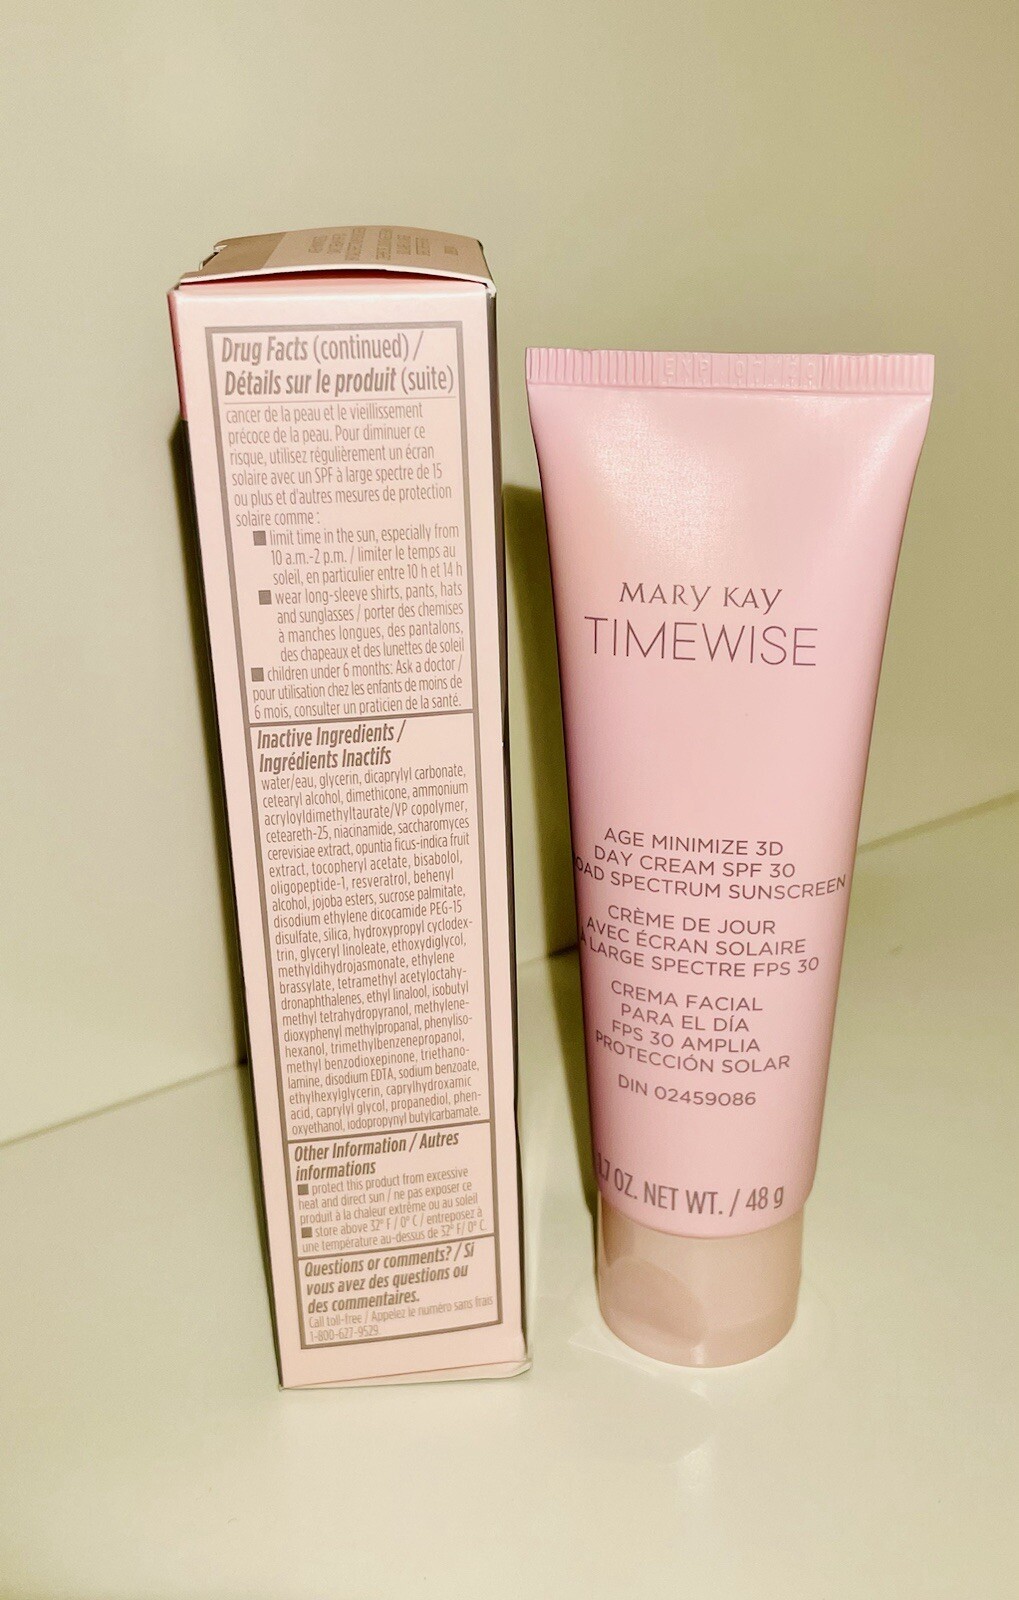 Drug Facts (continued) /
Détails sur le produit (suite)
cancer de la peau et le vieillissement
précoce de la peau. Pour diminuer ce
risque, utilisez régulièrement un écran
solaire avec un SPF à large spectre de 15
ou plus et d'autres mesures de protection
solaire comme :
■ limit time in the sun, especially from
10 a.m.-2 p.m. / limiter le temps au
soleil, en particulier entre 10 h et 14 h
■ wear long-sleeve shirts, pants, hats
and sunglasses / porter des chemises
à manches longues, des pantalons,
des chapeaux et des lunettes de soleil
■ children under 6 months: Ask a doctor /
pour utilisation chez les enfants de moins de
6 mois, consulter un praticien de la santé.
Inactive Ingredients /
Ingrédients Inactifs
water/eau, glycerin, dicaprylyl carbonate,
cetearyl alcohol, dimethicone, ammonium
acryloyldimethyltaurate/VP copolymer,
ceteareth-25, niacinamide, saccharomyces
cerevisiae extract, opuntia ficus-indica fruit
extract, tocopheryl acetate, bisabolol,
oligopeptide-1, resveratrol, behenyl
alcohol, jojoba esters, sucrose palmitate,
disodium ethylene dicocamide PEG-15
disulfate, silica, hydroxypropyl cyclodex-
trin, glyceryl linoleate, ethoxydiglycol,
methyldihydrojasmonate, ethylene
brassylate, tetramethyl acetyloctahy-
dronaphthalenes, ethyl linalool, isobutyl
methyl tetrahydropyranol, methylene-
dioxyphenyl methylpropanal, phenyliso-
hexanol, trimethylbenzenepropanol,
methyl benzodioxepinone, triethano-
lamine, disodium EDTA, sodium benzoate,
ethylhexylglycerin, caprylhydroxamic
acid, caprylyl glycol, propanediol, phen-
oxyethanol, iodopropynyl butylcarbamate.
Other Information / Autres
informations
■ protect this product from excessive
heat and direct sun / ne pas exposer ce
produit à la chaleur extrême ou au soleil
■ store above 32° F / 0° C / entreposez à
une température au-dessus de 32° F / 0° C.
Questions or comments? / Si
vous avez des questions ou
des commentaires.
Call toll-free / Appelez le numéro sans frais
1-800-627-9529.
MARY KAY
TIMEWISE
AGE MINIMIZE 3D
DAY CREAM SPF 30
OAD SPECTRUM SUNSCREEN
CRÈME DE JOUR
AVEC ÉCRAN SOLAIRE
À LARGE SPECTRE FPS 30
CREMA FACIAL
PARA EL DÍA
FPS 30 AMPLIA
PROTECCIÓN SOLAR
DIN 02459086
1.7 OZ. NET WT. / 48 g